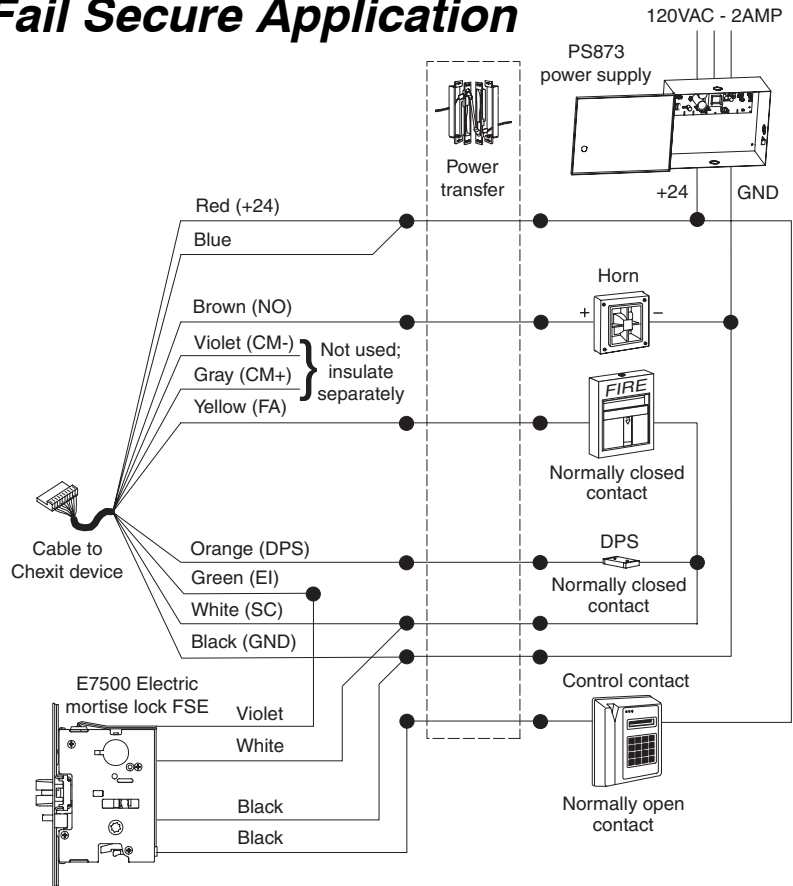 Fail Secure Application
120VAC - 2AMP
PS873
power supply
Power
transfer
+24
GND
Red (+24)
Blue
Horn
+
–
Brown (NO)
Violet (CM-)
Gray (CM+)
Not used;
insulate
separately
Yellow (FA)
FIRE
Normally closed
contact
Cable to
Chexit device
Orange (DPS)
DPS
Green (EI)
Normally closed
contact
White (SC)
Black (GND)
E7500 Electric
mortise lock FSE
Control contact
Violet
White
Black
Black
Normally open
contact